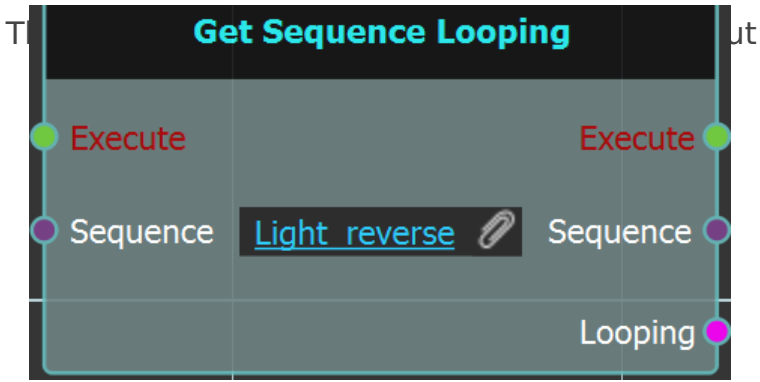 Get Sequence Looping
Execute Execute
Sequence Light_reverse Sequence
Looping